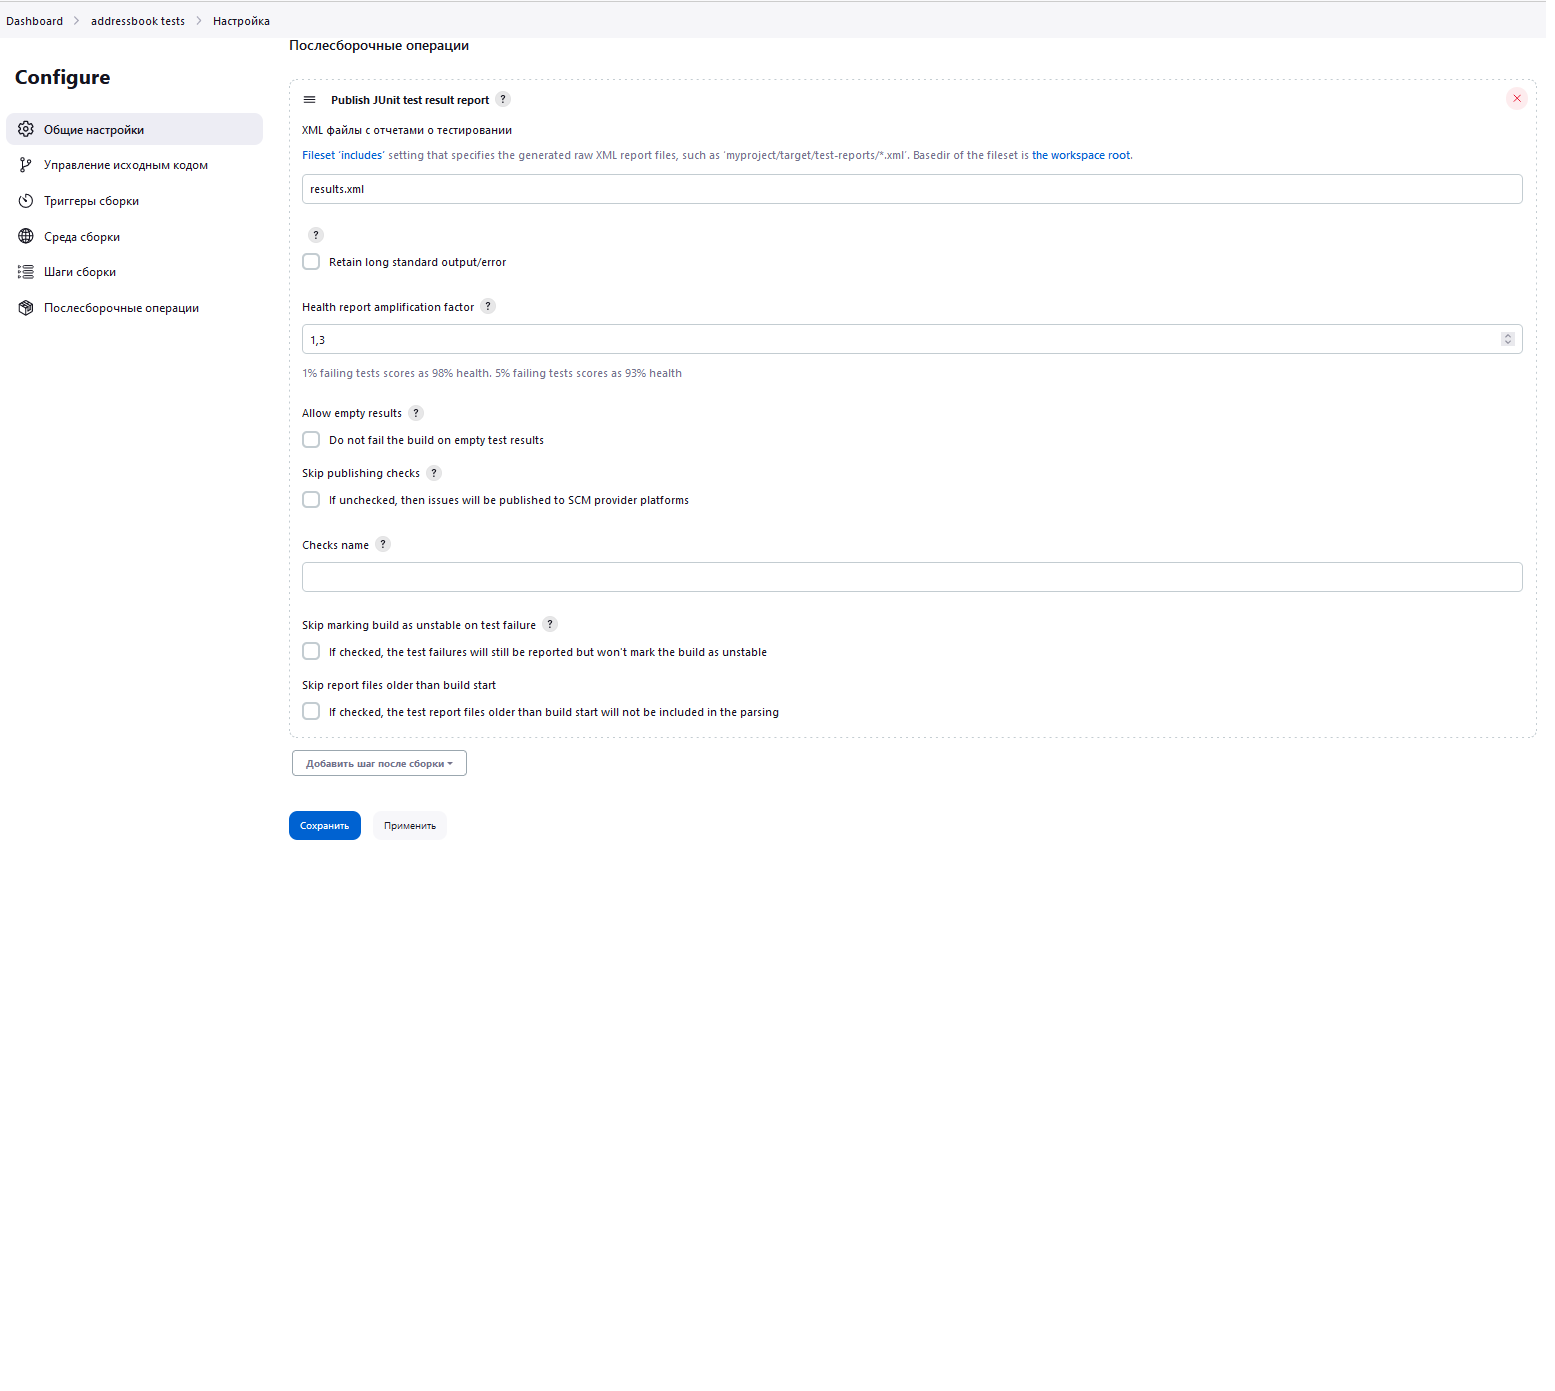 Dashboard > addressbook tests > Настройка
Configure
Общие настройки
Управление исходным кодом
Триггеры сборки
Среда сборки
Шаги сборки
Послесборочные операции
Послесборочные операции
Publish JUnit test result report ?
XML файлы с отчетами о тестировании
Fileset 'includes' setting that specifies the generated raw XML report files, such as 'myproject/target/test-reports/*.xml'. Basedir of the fileset is the workspace root.
results.xml
?
Retain long standard output/error
Health report amplification factor ?
1,3
1% failing tests scores as 98% health. 5% failing tests scores as 93% health
Allow empty results ?
Do not fail the build on empty test results
Skip publishing checks ?
If unchecked, then issues will be published to SCM provider platforms
Checks name ?
Skip marking build as unstable on test failure ?
If checked, the test failures will still be reported but won't mark the build as unstable
Skip report files older than build start
If checked, the test report files older than build start will not be included in the parsing
Добавить шаг после сборки
Сохранить
Применить